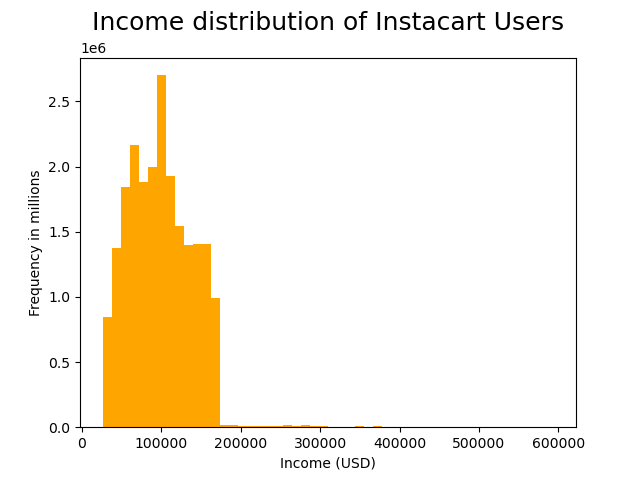 Income distribution of Instacart Users
1e6
2.5
2.0
1.5
1.0
0.5
0.0
Frequency in millions
0 100000 200000 300000 400000 500000 600000
Income (USD)